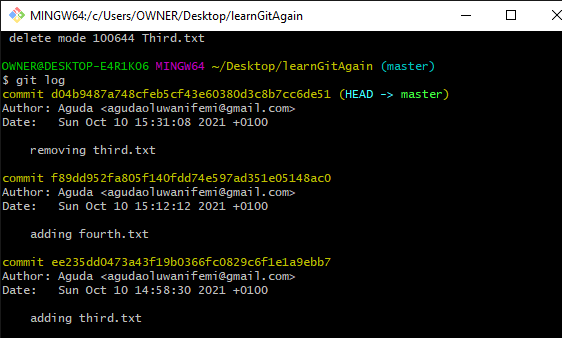 MINGW64:/c/Users/OWNER/Desktop/learnGitAgain
delete mode 100644 Third.txt
OWNER@DESKTOP-E4R1KO6 MINGW64 ~/Desktop/learnGitAgain (master)
$ git log
commit d04b9487a748cfeb5cf43e60380d3c8b7cc6de51 (HEAD -> master)
Author: Aguda <agudaoluwanifemi@gmail.com>
Date:   Sun Oct 10 15:31:08 2021 +0100
removing third.txt
commit f89dd952fa805f140fdd74e597ad351e05148ac0
Author: Aguda <agudaoluwanifemi@gmail.com>
Date:   Sun Oct 10 15:12:12 2021 +0100
adding fourth.txt
commit ee235dd0473a43f19b0366fc0829c6f1e1a9ebb7
Author: Aguda <agudaoluwanifemi@gmail.com>
Date:   Sun Oct 10 14:58:30 2021 +0100
adding third.txt